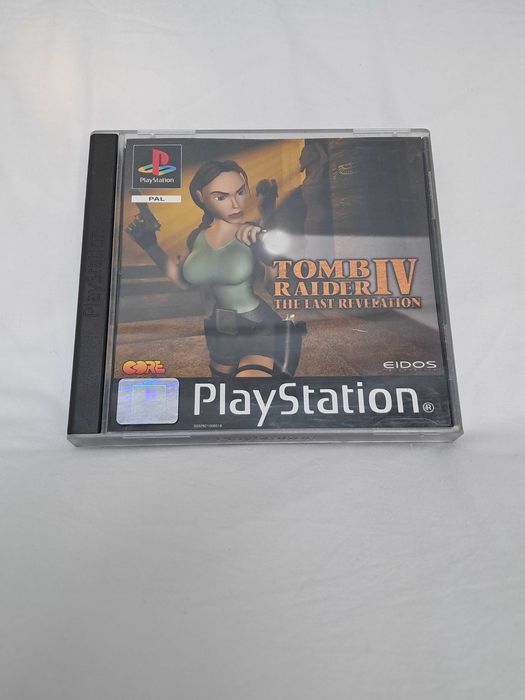 PlayStation
PAL
PlayStation
TOMB
RAIDER IV
THE LAST REVELATION
CORE
EIDOS
PlayStation®